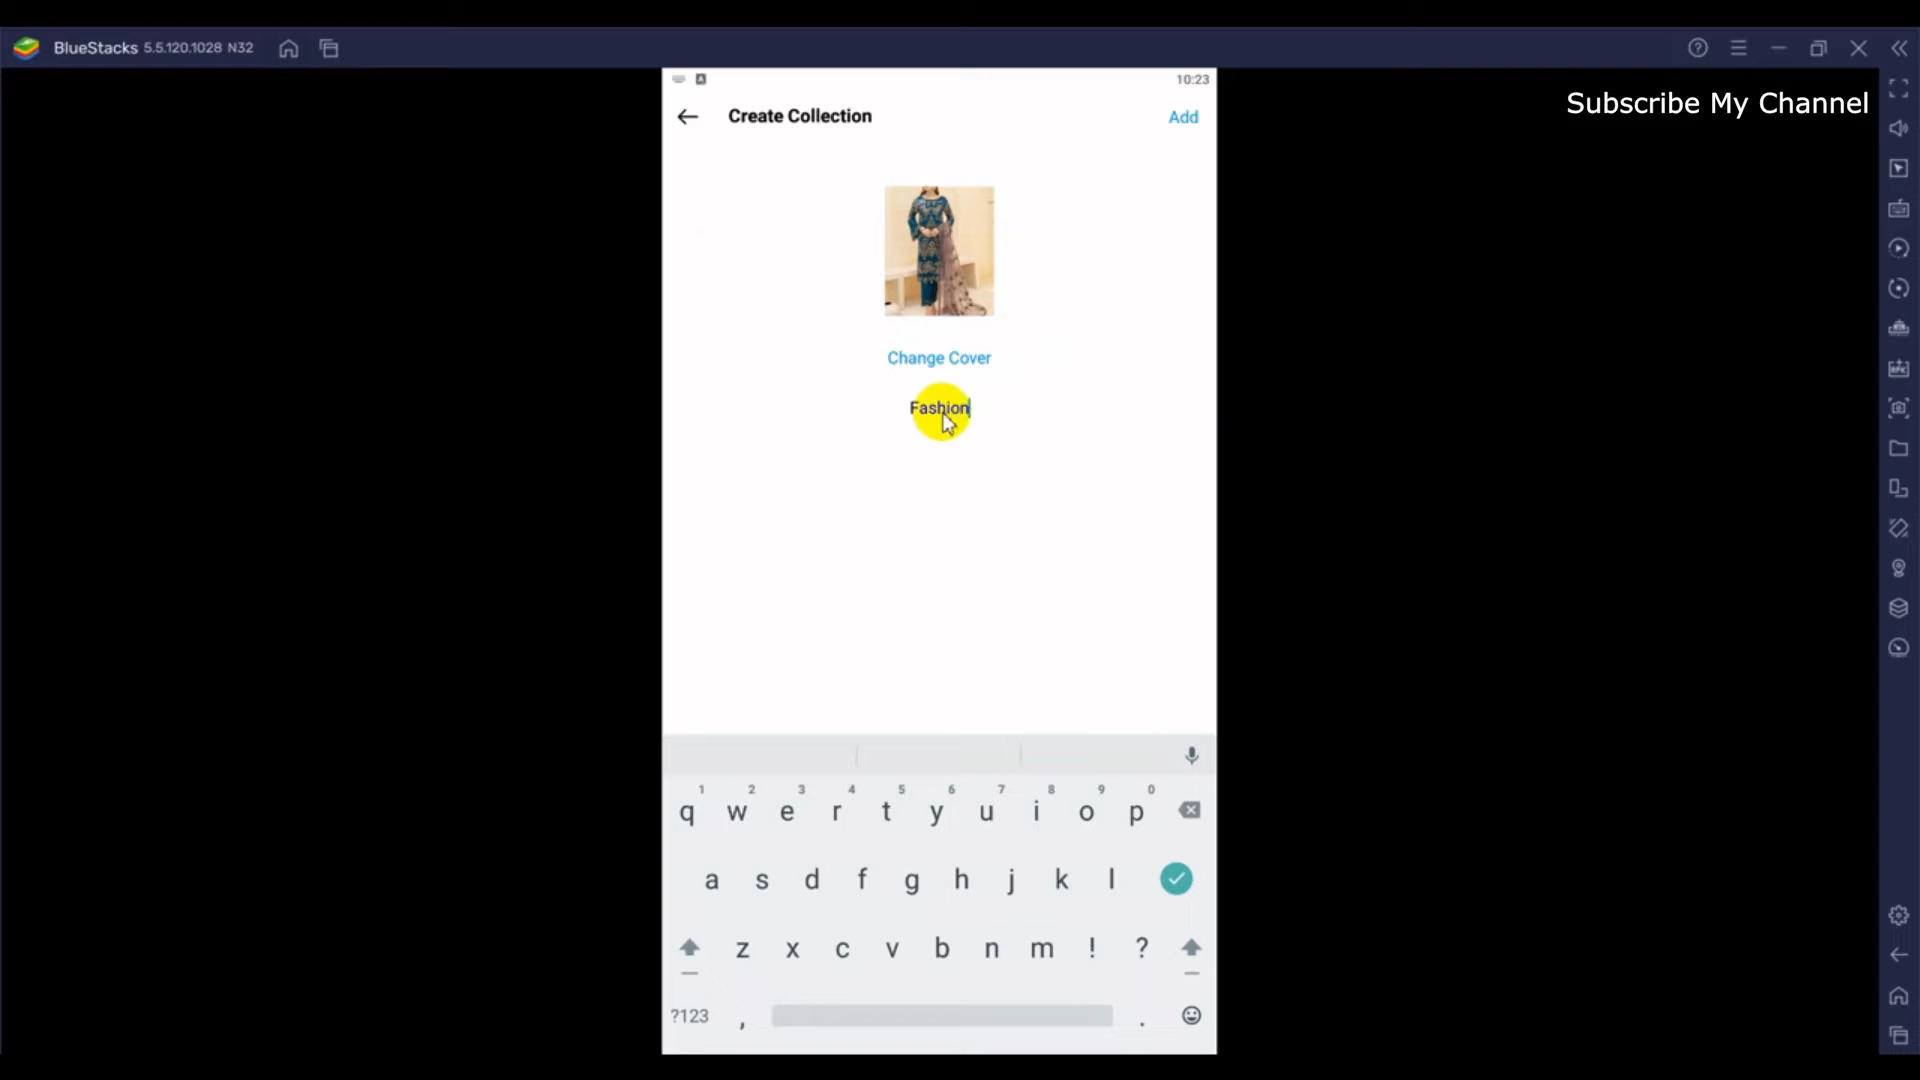 BlueStacks 5.5.120.1028 N32
10:23
Subscribe My Channel
Create Collection
Add
Change Cover
Fashion
1 2 3 4 5 6 7 8 9 0
q w e r t y u i o p
a s d f g h j k l
z x c v b n m ! ?
?123 , .